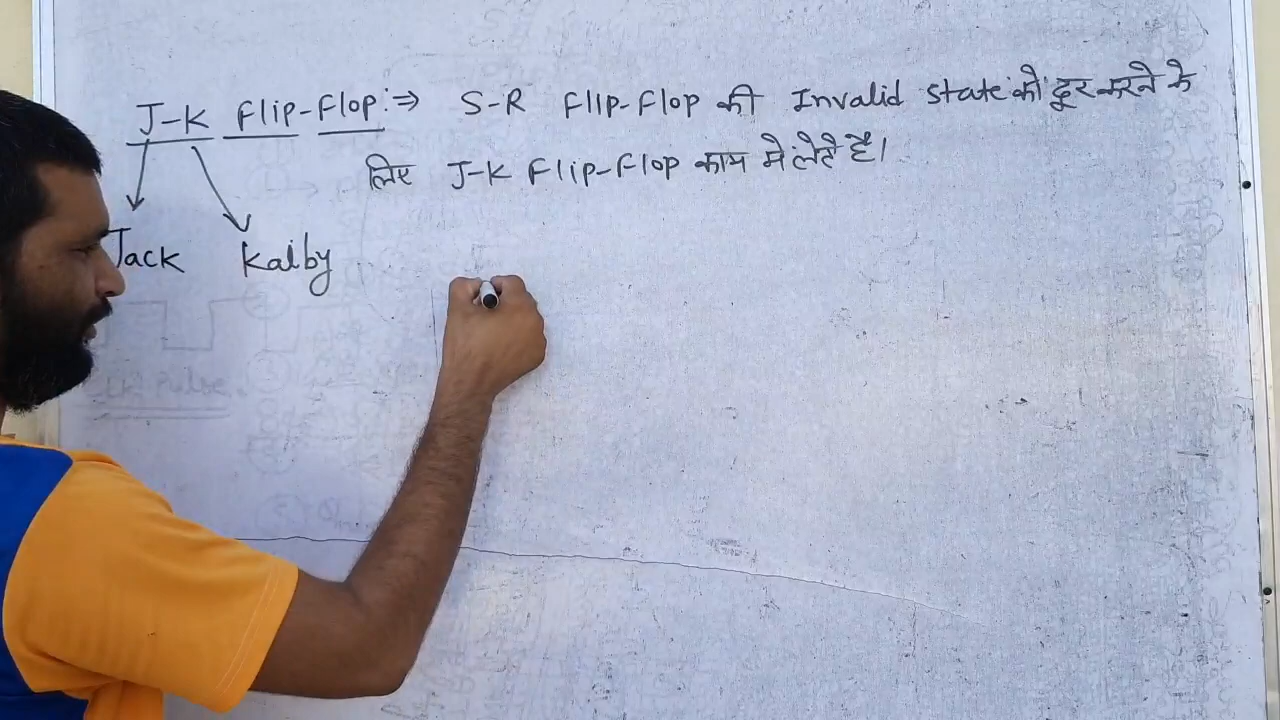 J-K Flip-Flop:⇒ S-R Flip-Flop की Invalid State को दूर करने के
लिए J-K Flip-Flop काम मे लेते है।
Jack Kalby